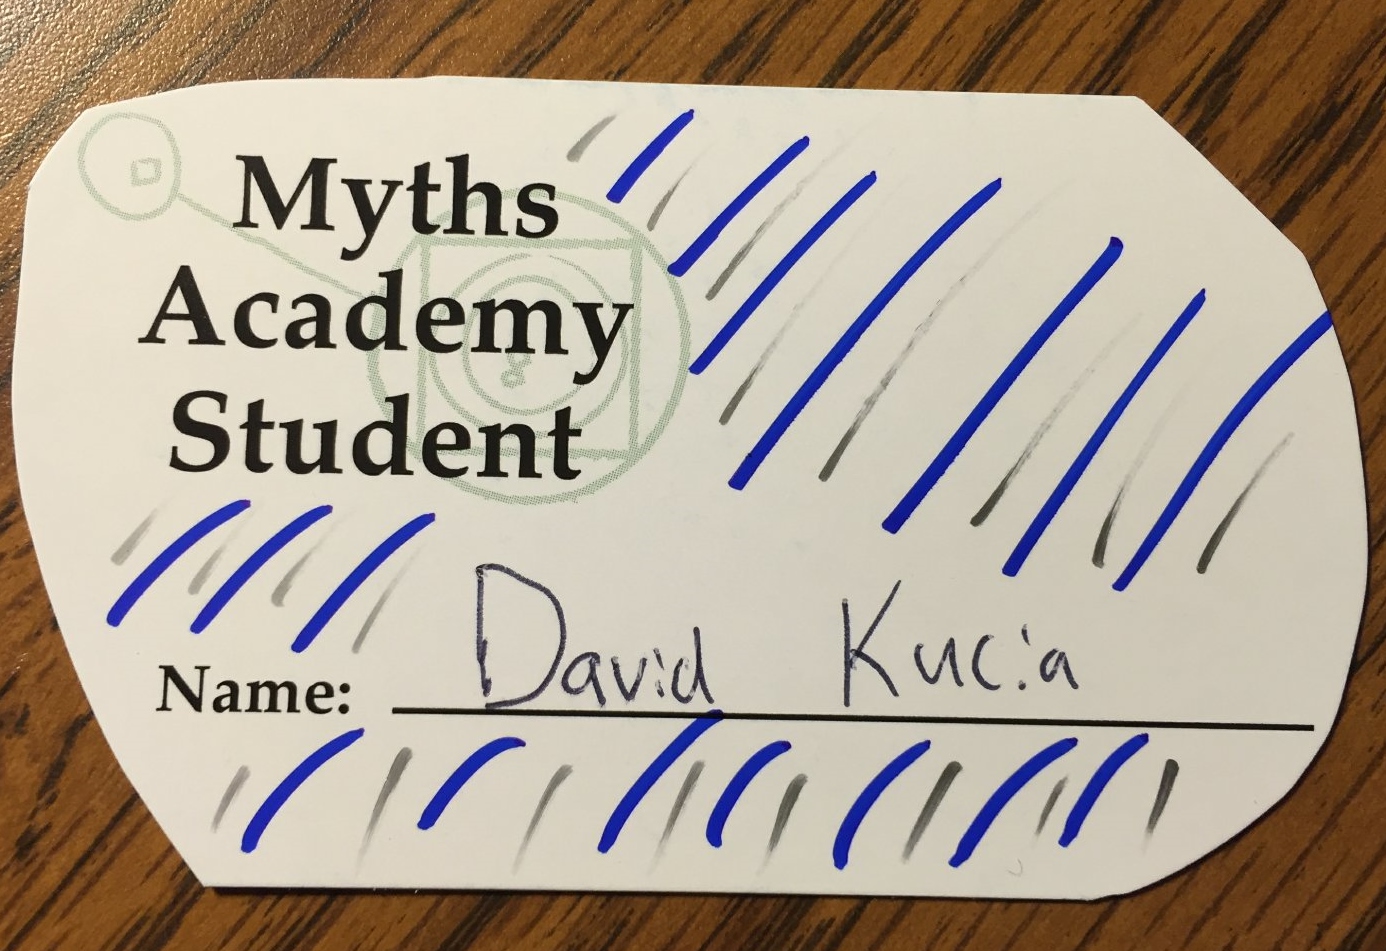 Myths
Academy
Student
Name: David Kucia